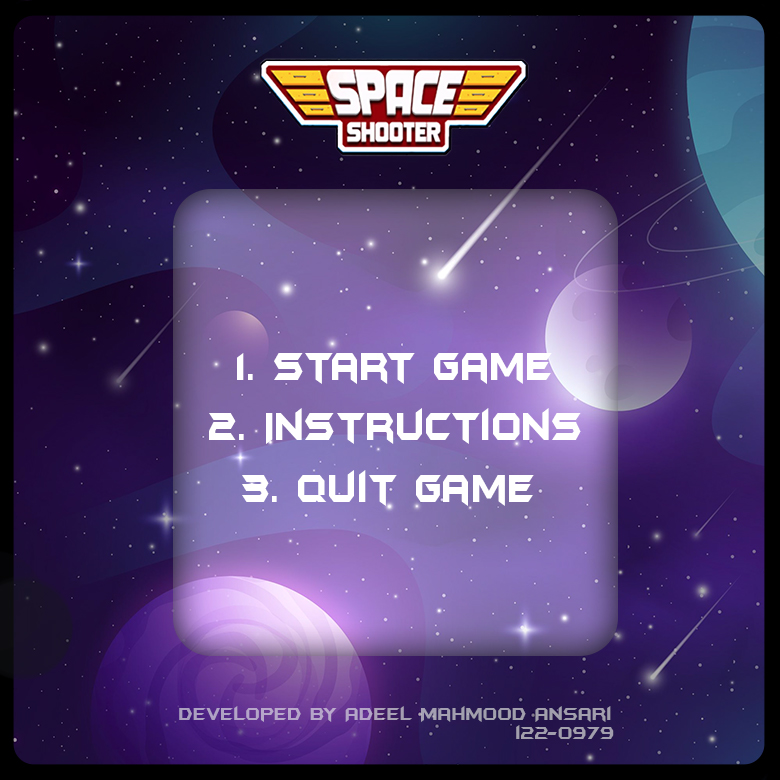 SPACE
SHOOTER
1. START GAME
2. INSTRUCTIONS
3. QUIT GAME
DEVELOPED BY ADEEL MAHMOOD ANSARI
I22-0979